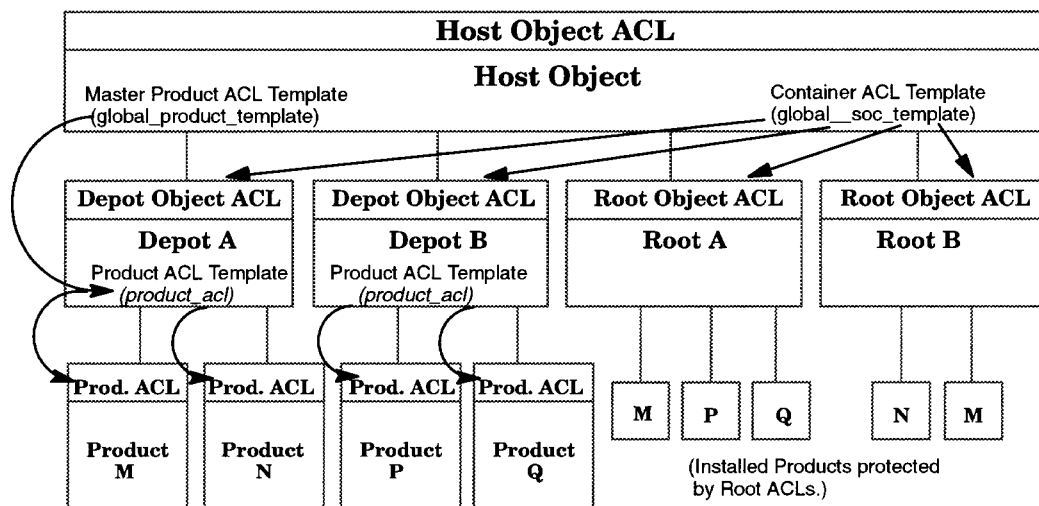 Host Object ACL
Host Object
Master Product ACL Template
(global_product_template)
Container ACL Template
(global__soc_template)
Depot Object ACL
Depot A
Product ACL Template
(product_acl)
Depot Object ACL
Depot B
Product ACL Template
(product_acl)
Root Object ACL
Root A
Root Object ACL
Root B
Prod. ACL
Product
M
Prod. ACL
Product
N
Prod. ACL
Product
P
Prod. ACL
Product
Q
M
P
Q
N
M
(Installed Products protected
by Root ACLs.)